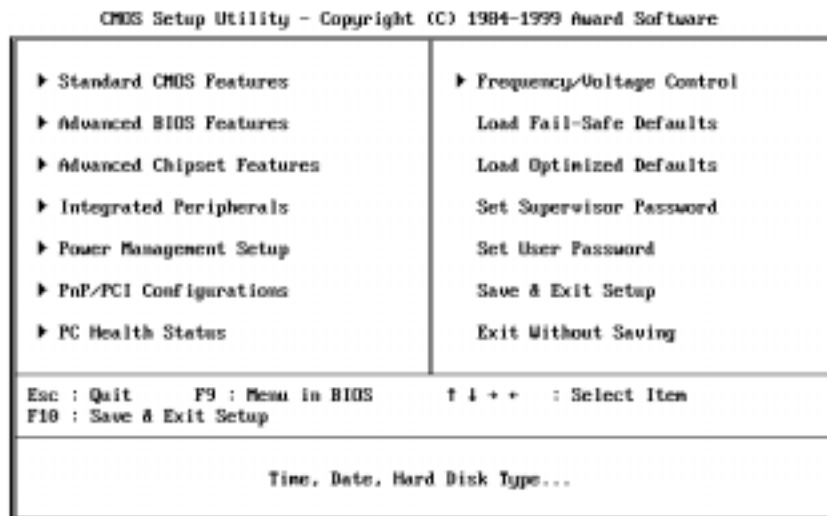 CMOS Setup Utility - Copyright (C) 1984-1999 Award Software
▶ Standard CMOS Features
▶ Advanced BIOS Features
▶ Advanced Chipset Features
▶ Integrated Peripherals
▶ Power Management Setup
▶ PnP/PCI Configurations
▶ PC Health Status
▶ Frequency/Voltage Control
Load Fail-Safe Defaults
Load Optimized Defaults
Set Supervisor Password
Set User Password
Save & Exit Setup
Exit Without Saving
Esc : Quit F9 : Menu in BIOS ↑ ↓ → ← : Select Item
F10 : Save & Exit Setup
Time, Date, Hard Disk Type...